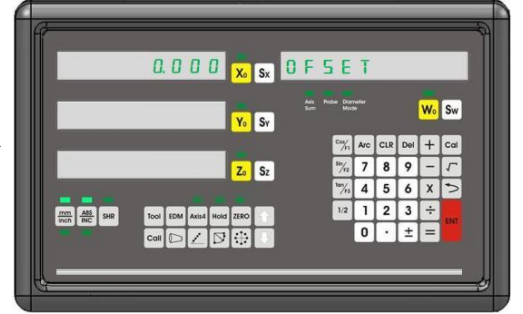 0.000 X₀ Sx OFSET
Axis Sum Probe Diameter Mode
W₀ Sw
Y₀ Sy
Z₀ Sz
Cos/F1 Arc CLR Del + Cal
Sin/F2 7 8 9 − √
tan/F3 4 5 6 X
1/2 1 2 3 ÷ ENT
0 · ± =
mm inch ABS INC SHR
Tool EDM Axis4 Hold ZERO
Call